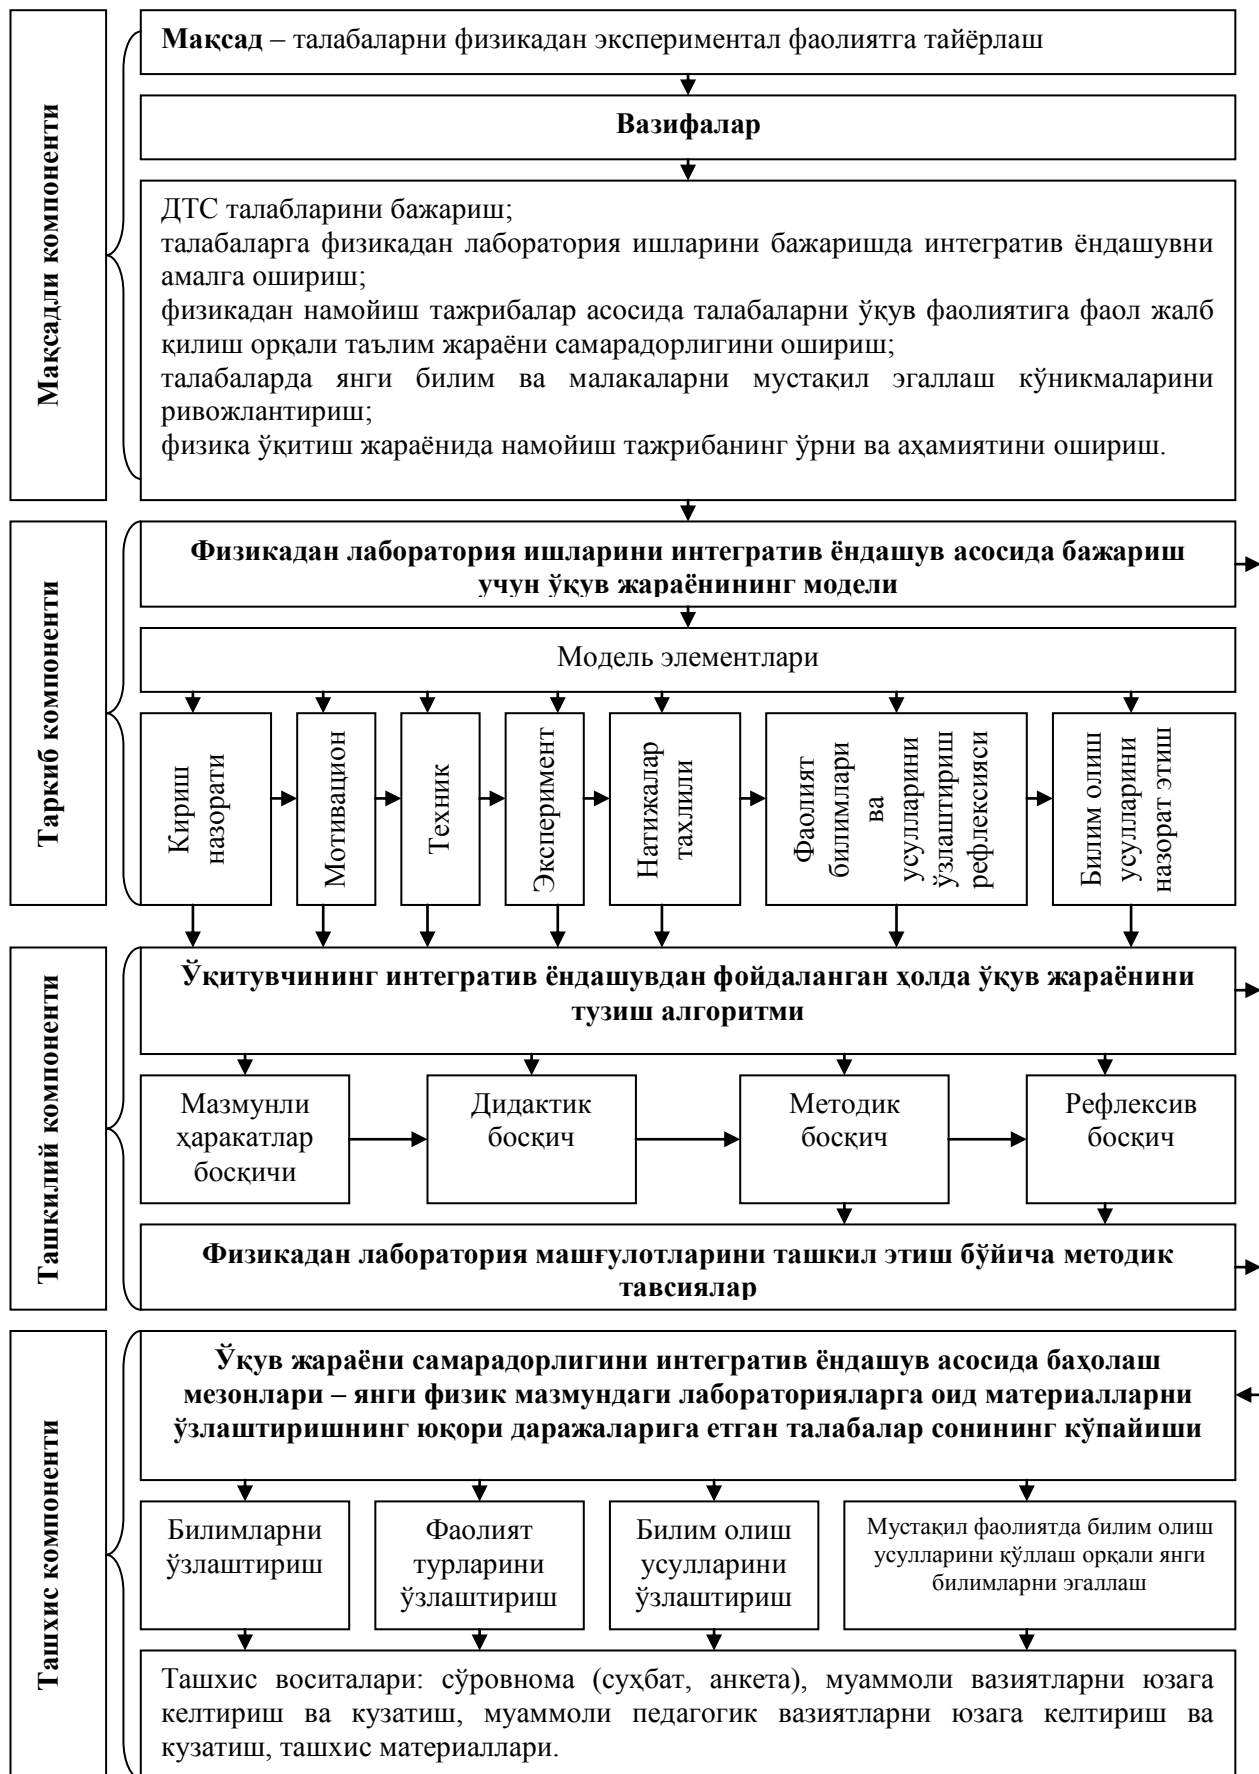 Мақсадли компоненти
Мақсад – талабаларни физикадан экспериментал фаолиятга тайёрлаш
Вазифалар
ДТС талабларини бажариш;
талабаларга физикадан лаборатория ишларини бажаришда интегратив ёндашувни
амалга ошириш;
физикадан намойиш тажрибалар асосида талабаларни ўқув фаолиятига фаол жалб
қилиш орқали таълим жараёни самарадорлигини ошириш;
талабаларда янги билим ва малакаларни мустақил эгаллаш кўникмаларини
ривожлантириш;
физика ўқитиш жараёнида намойиш тажрибанинг ўрни ва аҳамиятини ошириш.
Таркиб компоненти
Физикадан лаборатория ишларини интегратив ёндашув асосида бажариш
учун ўқув жараёнининг модели
Модель элементлари
Кириш
назорати
Мотивацион
Техник
Эксперимент
Натижалар
тахлили
Фаолият
билимлари
ва
усулларини
ўзлаштириш
рефлексияси
Билим олиш
усулларини
назорат этиш
Ташкилий компоненти
Ўқитувчининг интегратив ёндашувдан фойдаланган ҳолда ўқув жараёнини
тузиш алгоритми
Мазмунли
ҳаракатлар
босқичи
Дидактик
босқич
Методик
босқич
Рефлексив
босқич
Физикадан лаборатория машғулотларини ташкил этиш бўйича методик
тавсиялар
Ташхис компоненти
Ўқув жараёни самарадорлигини интегратив ёндашув асосида баҳолаш
мезонлари – янги физик мазмундаги лабораторияларга оид материалларни
ўзлаштиришнинг юқори даражаларига етган талабалар сонининг кўпайиши
Билимларни
ўзлаштириш
Фаолият
турларини
ўзлаштириш
Билим олиш
усулларини
ўзлаштириш
Мустақил фаолиятда билим олиш
усулларини қўллаш орқали янги
билимларни эгаллаш
Ташхис воситалари: сўровнома (суҳбат, анкета), муаммоли вазиятларни юзага
келтириш ва кузатиш, муаммоли педагогик вазиятларни юзага келтириш ва
кузатиш, ташхис материаллари.